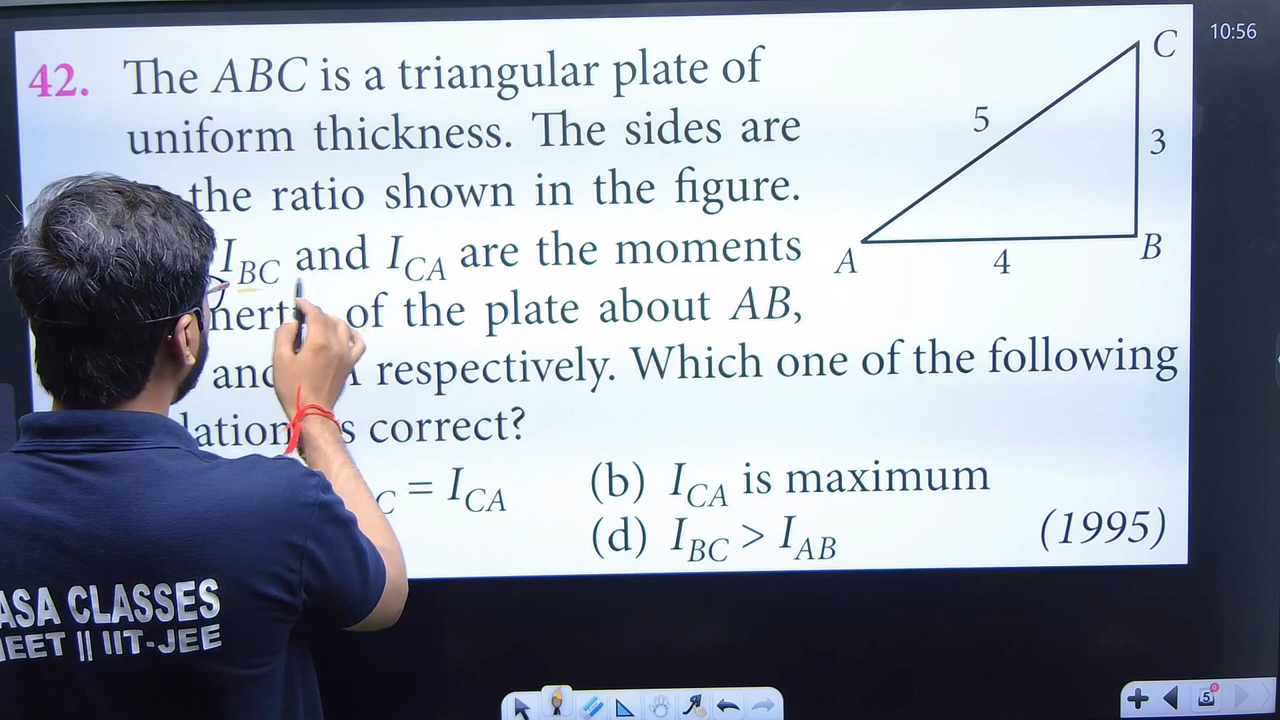 10:56
42. The ABC is a triangular plate of
uniform thickness. The sides are
the ratio shown in the figure.
I_BC and I_CA are the moments
of the plate about AB,
and respectively. Which one of the following
correct?
= I_CA (b) I_CA is maximum
(d) I_BC > I_AB (1995)
C
5
3
A
4
B
ASA CLASSES
|| IIT-JEE
5